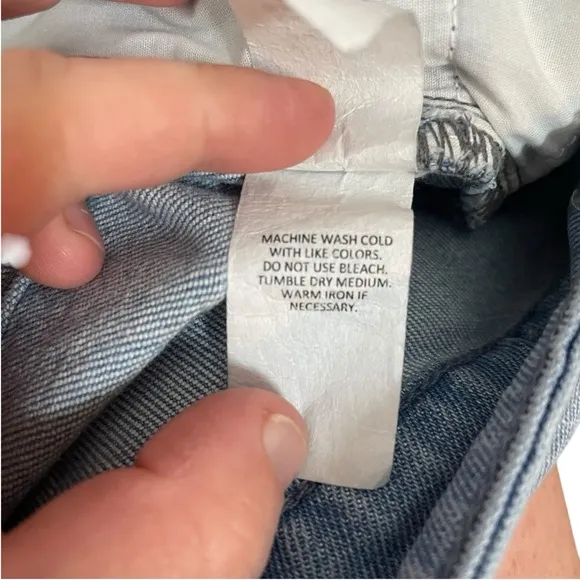 MACHINE WASH COLD
WITH LIKE COLORS.
DO NOT USE BLEACH.
TUMBLE DRY MEDIUM.
WARM IRON IF
NECESSARY.